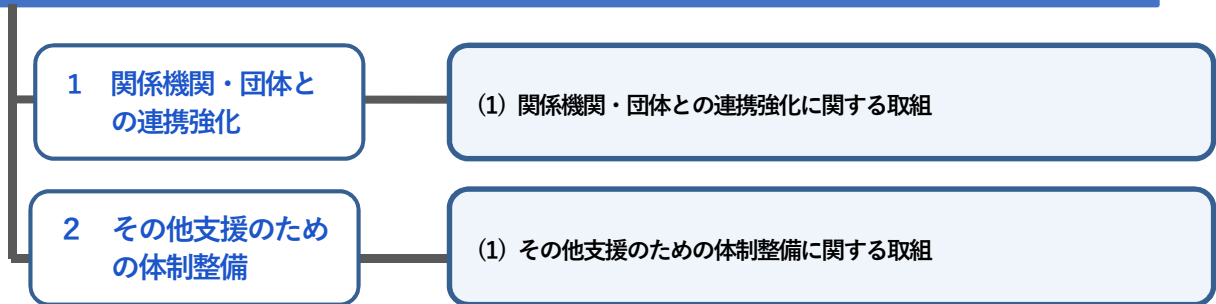 1 関係機関・団体と
の連携強化
(1) 関係機関・団体との連携強化に関する取組
2 その他支援のため
の体制整備
(1) その他支援のための体制整備に関する取組